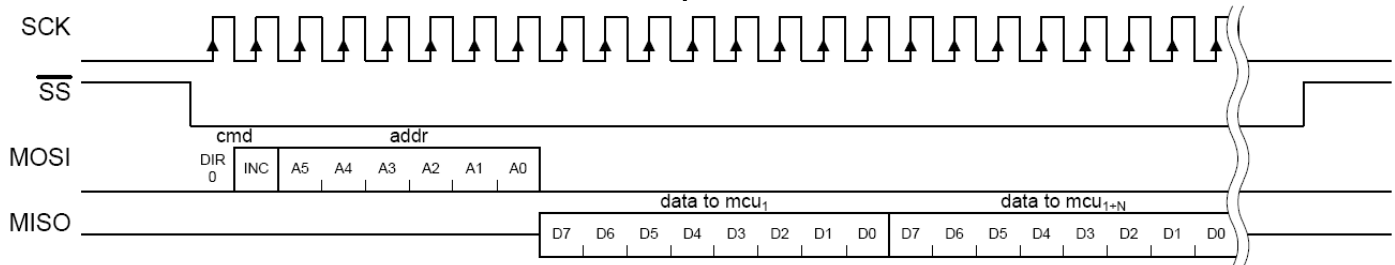 SCK
SS
cmd addr
MOSI DIR 0 INC A5 A4 A3 A2 A1 A0
data to mcu1 data to mcu1+N
MISO D7 D6 D5 D4 D3 D2 D1 D0 D7 D6 D5 D4 D3 D2 D1 D0